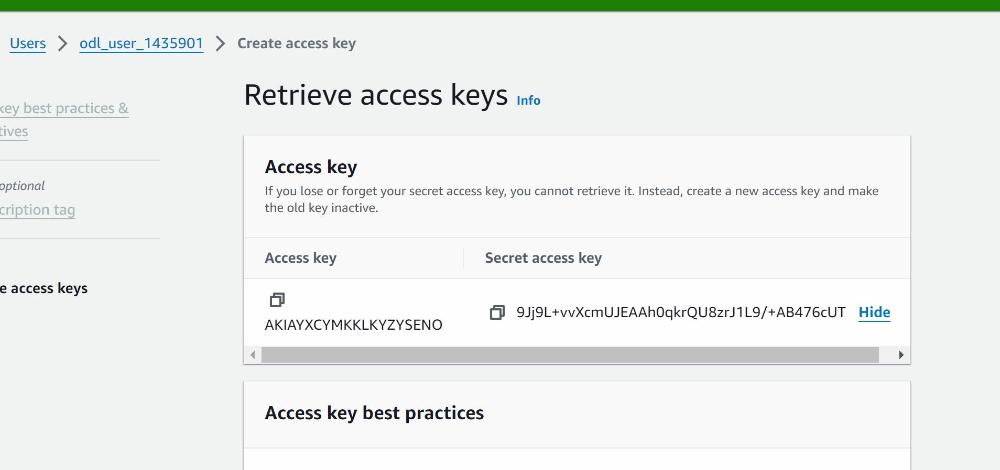 Users > odl_user_1435901 > Create access key
Retrieve access keys Info
key best practices &
tives
optional
cription tag
e access keys
Access key
If you lose or forget your secret access key, you cannot retrieve it. Instead, create a new access key and make
the old key inactive.
Access key
Secret access key
AKIAYXCYMKKLKYZYSENO
9Jj9L+vvXcmUJEAAh0qkrQU8zrJ1L9/+AB476cUT Hide
Access key best practices